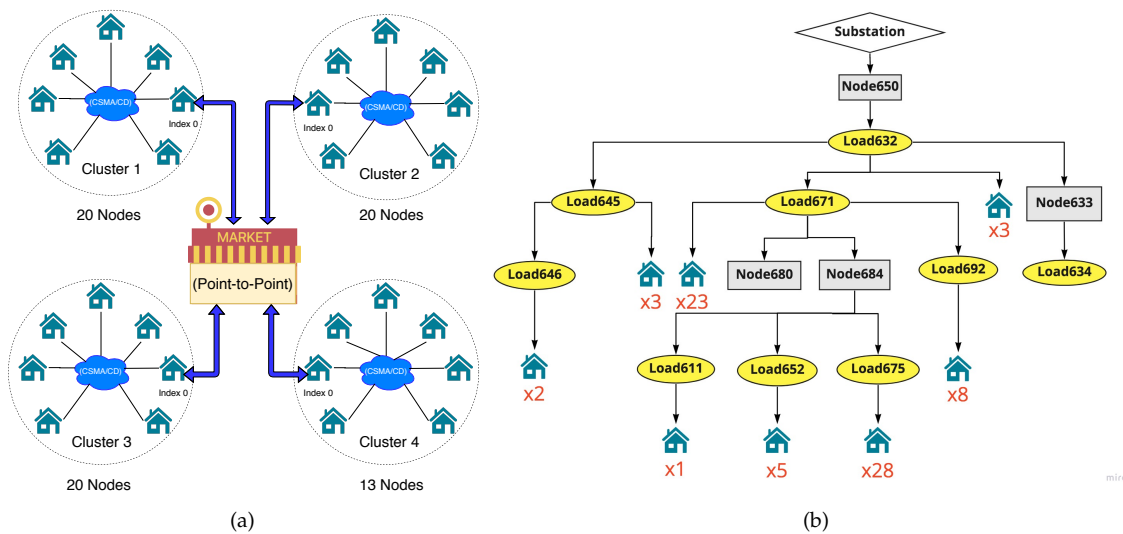 (CSMA/CD)
Index 0
Cluster 1
20 Nodes
(CSMA/CD)
Index 0
Cluster 2
20 Nodes
MARKET
(Point-to-Point)
(CSMA/CD)
Index 0
Cluster 3
20 Nodes
(CSMA/CD)
Index 0
Cluster 4
13 Nodes
(a)
Substation
Node650
Load632
Load645
Load671
x3
Node633
Load646
x3
x23
Node680
Node684
Load692
Load634
x2
Load611
Load652
Load675
x8
x1
x5
x28
(b)